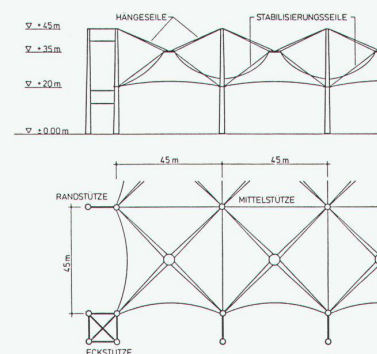 HÄNGESEILE STABILISIERUNGSSEILE
▽ +45m
▽ +35m
▽ +20m
▽ ±0.00m
45m 45m
RANDSTÜTZE MITTELSTÜTZE
45m
ECKSTÜTZE